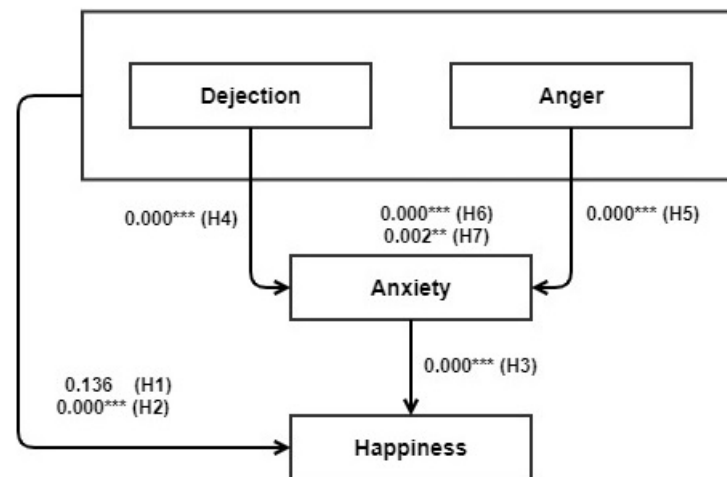 Dejection
Anger
0.000*** (H4)
0.000*** (H6)
0.002** (H7)
0.000*** (H5)
Anxiety
0.000*** (H3)
0.136 (H1)
0.000*** (H2)
Happiness